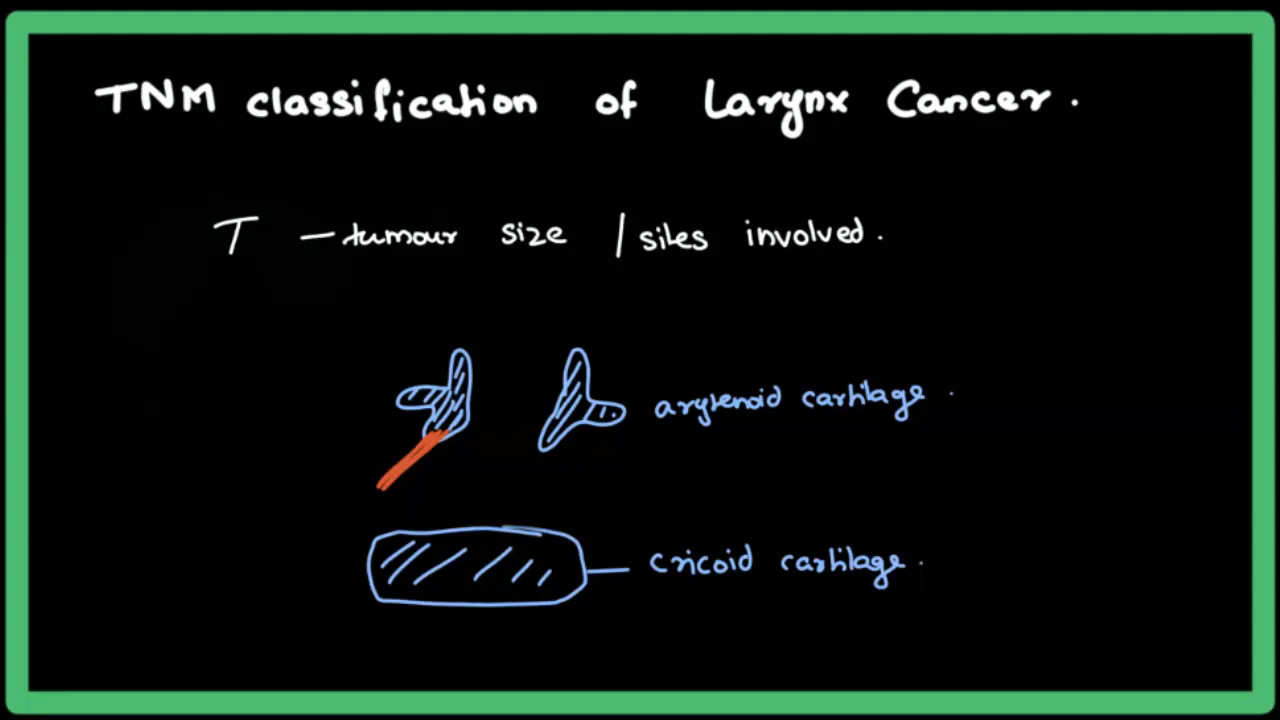 TNM classification of Larynx Cancer.
T - tumour size / sites involved.
arytenoid cartilage.
cricoid cartilage.